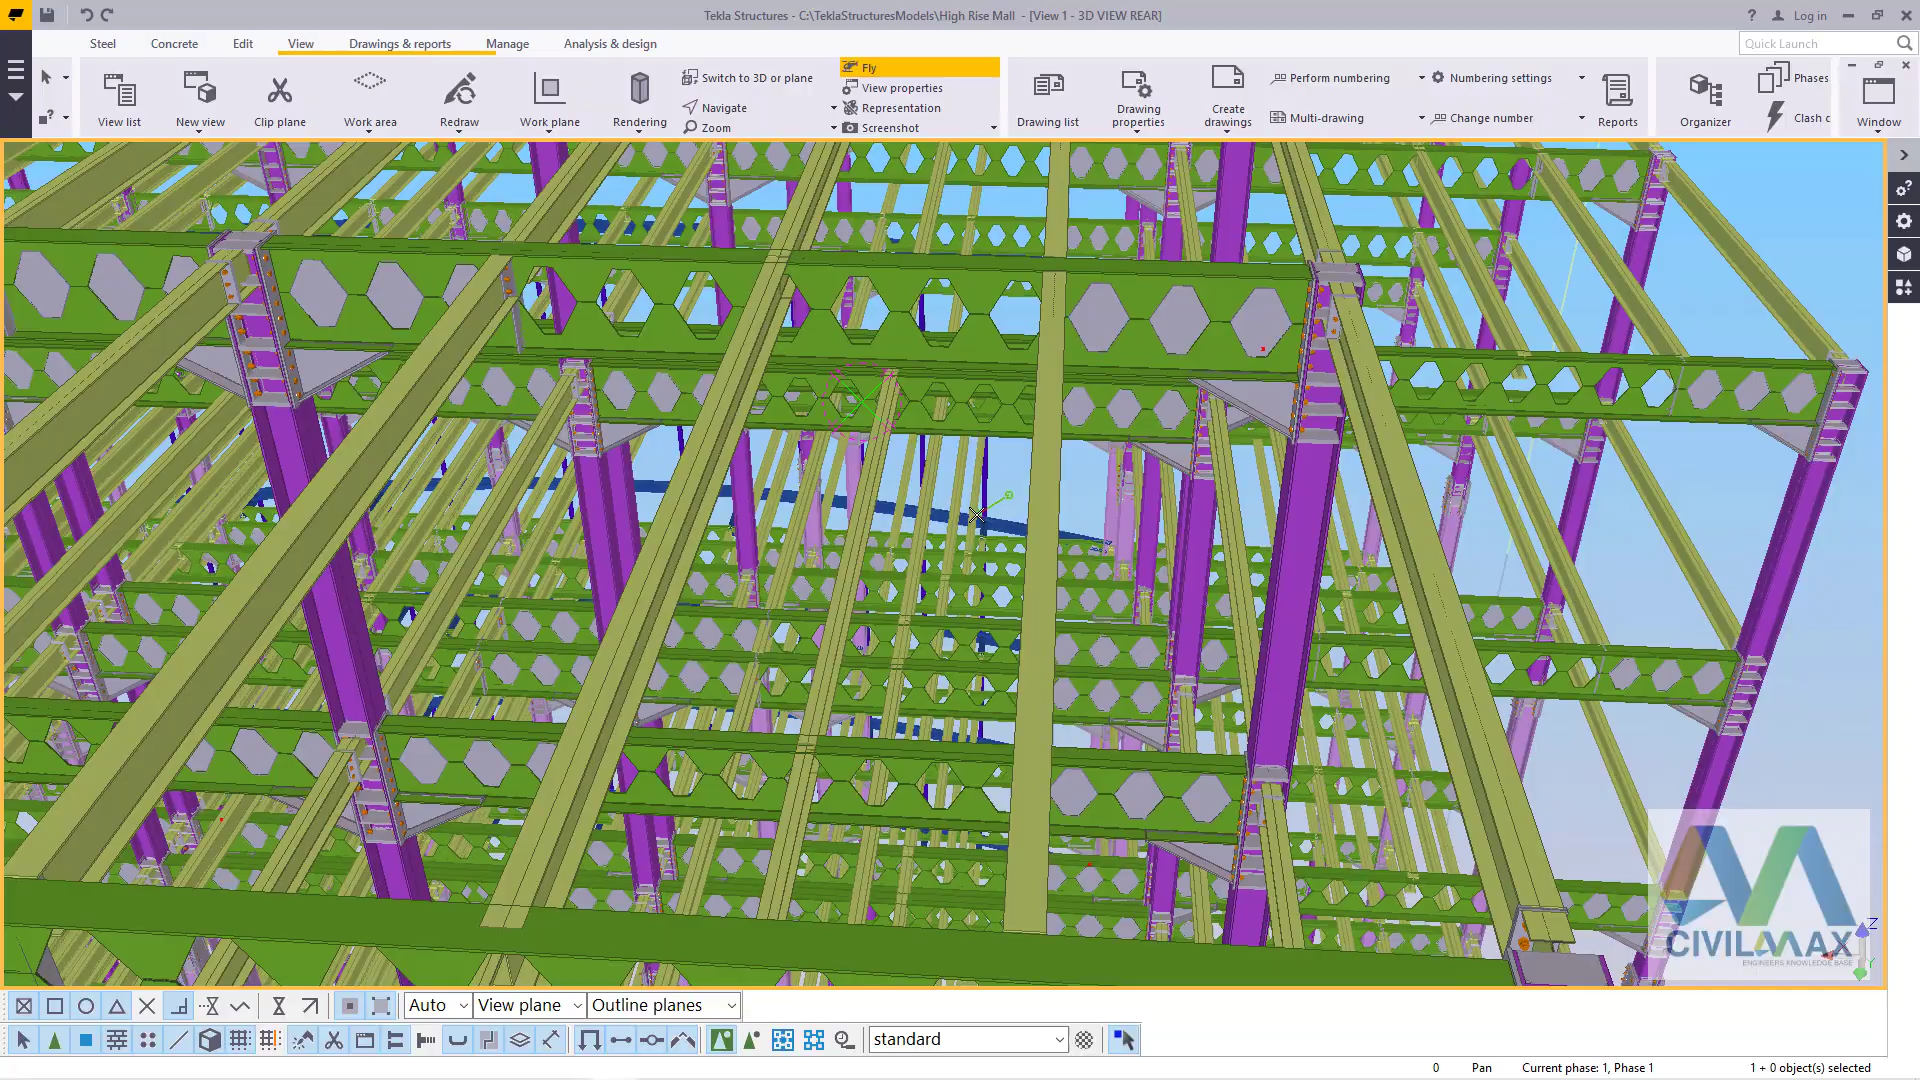 Tekla Structures - C:\TeklaStructuresModels\High Rise Mall - [View 1 - 3D VIEW REAR]
? Log in
Steel Concrete Edit View Drawings & reports Manage Analysis & design
Quick Launch
Fly
Switch to 3D or plane
View properties
Perform numbering
Numbering settings
Phases
Navigate
Representation
View list
New view
Clip plane
Work area
Redraw
Work plane
Rendering
Zoom
Screenshot
Drawing list
Drawing properties
Create drawings
Multi-drawing
Change number
Reports
Organizer
Clash c
Window
Z
CIVILMAX
ENGINEERS KNOWLEDGE BASE
Auto View plane Outline planes
standard
0 Pan Current phase: 1, Phase 1 1 + 0 object(s) selected